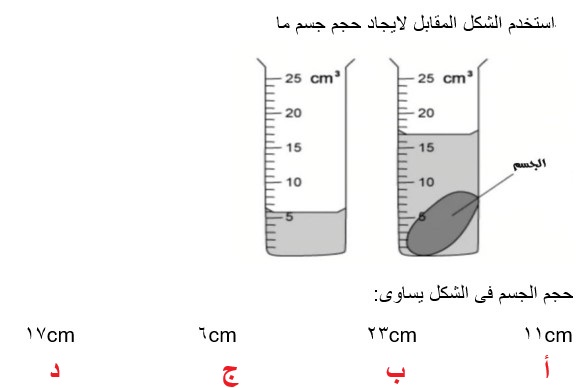 استخدم الشكل المقابل لايجاد حجم جسم ما
25 cm³
20
15
10
5
25 cm³
20
15
10
5
الجسم
حجم الجسم فى الشكل يساوى:
١١cm ٢٣cm ٦cm ١٧cm
أ ب ج د